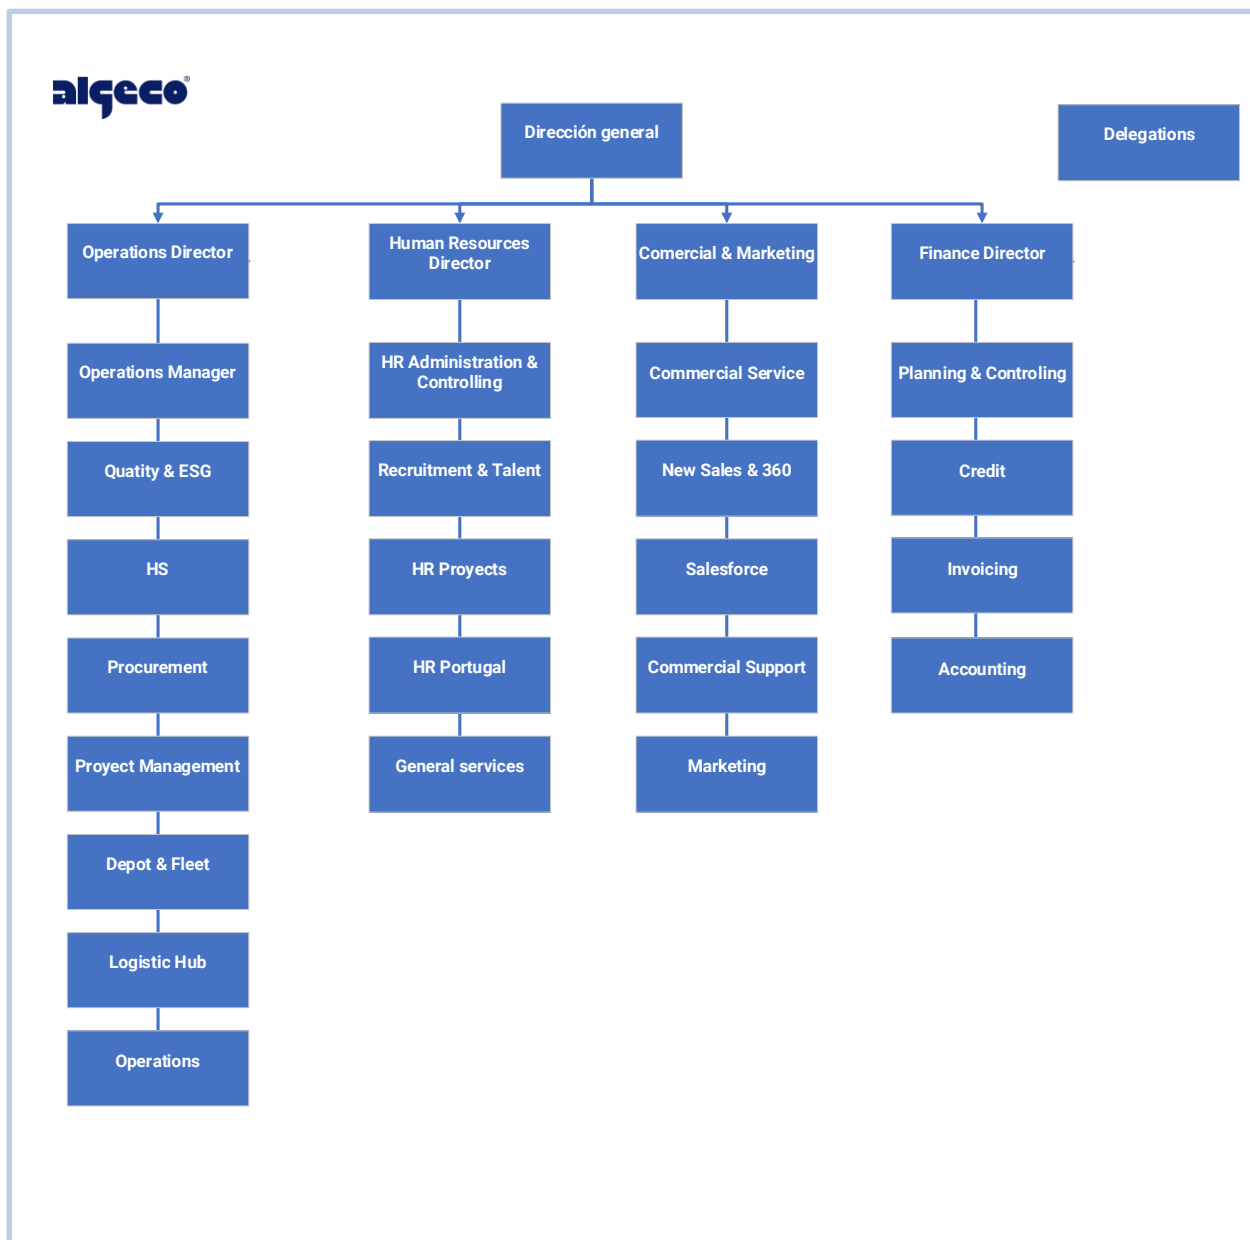 algeco®
Dirección general
Delegations
Operations Director
Human Resources
Director
Comercial & Marketing
Finance Director
Operations Manager
HR Administration &
Controlling
Commercial Service
Planning & Controling
Quatity & ESG
Recruitment & Talent
New Sales & 360
Credit
HS
HR Proyects
Salesforce
Invoicing
Procurement
HR Portugal
Commercial Support
Accounting
Proyect Management
General services
Marketing
Depot & Fleet
Logistic Hub
Operations